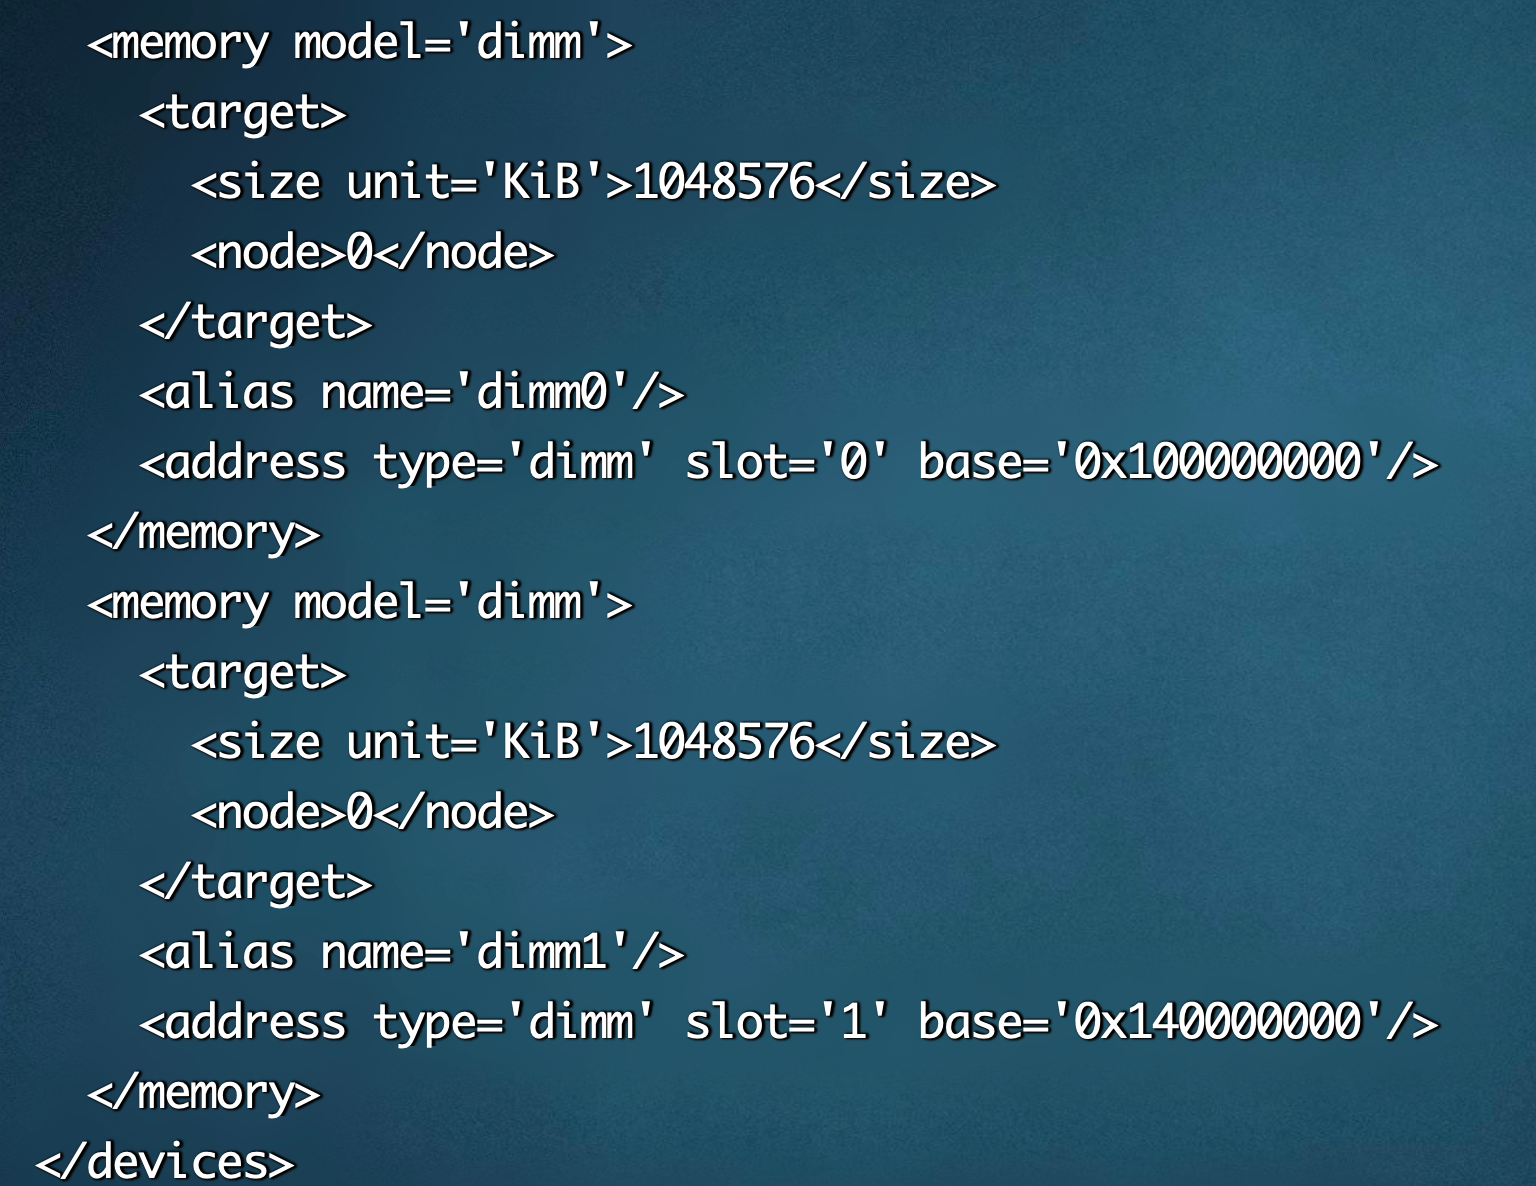 <memory model='dimm'>
<target>
<size unit='KiB'>1048576</size>
<node>0</node>
</target>
<alias name='dimm0'/>
<address type='dimm' slot='0' base='0x100000000'/>
</memory>
<memory model='dimm'>
<target>
<size unit='KiB'>1048576</size>
<node>0</node>
</target>
<alias name='dimm1'/>
<address type='dimm' slot='1' base='0x140000000'/>
</memory>
</devices>